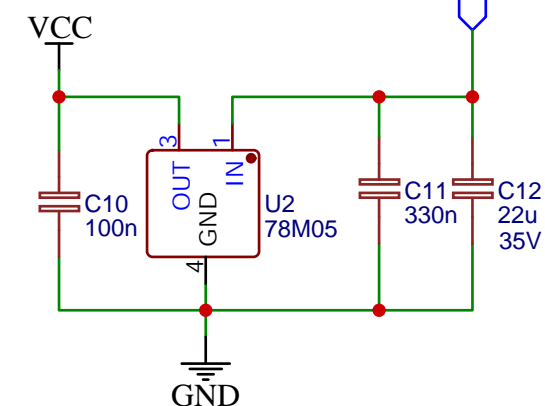 VCC
3
1
OUT
IN
GND
4
C10
100n
U2
78M05
C11
330n
C12
22u
35V
GND